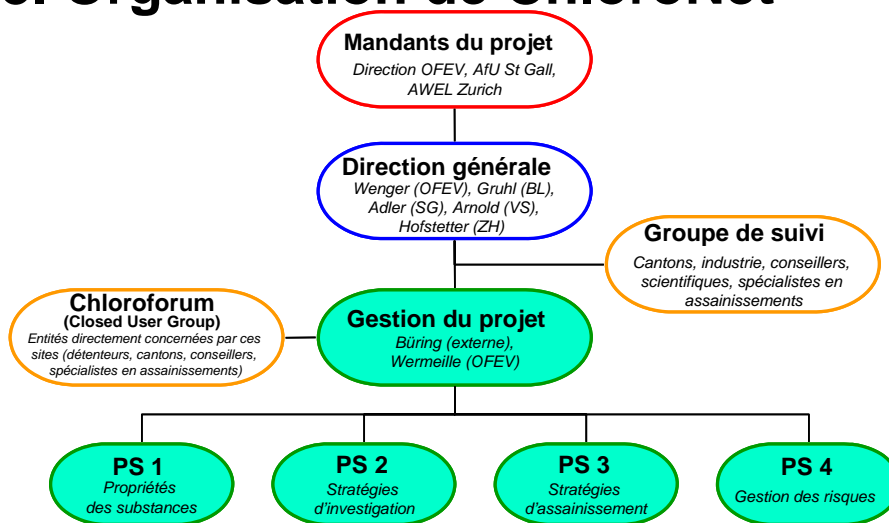 Mandants du projet
Direction OFEV, AfU St Gall,
AWEL Zurich
Direction générale
Wenger (OFEV), Gruhl (BL),
Adler (SG), Arnold (VS),
Hofstetter (ZH)
Groupe de suivi
Cantons, industrie, conseillers,
scientifiques, spécialistes en
assainissements
Chloroforum
(Closed User Group)
Entités directement concernées par ces
sites (détenteurs, cantons, conseillers,
spécialistes en assainissements)
Gestion du projet
Büring (externe),
Wermeille (OFEV)
PS 1
Propriétés
des substances
PS 2
Stratégies
d'investigation
PS 3
Stratégies
d'assainissement
PS 4
Gestion des risques